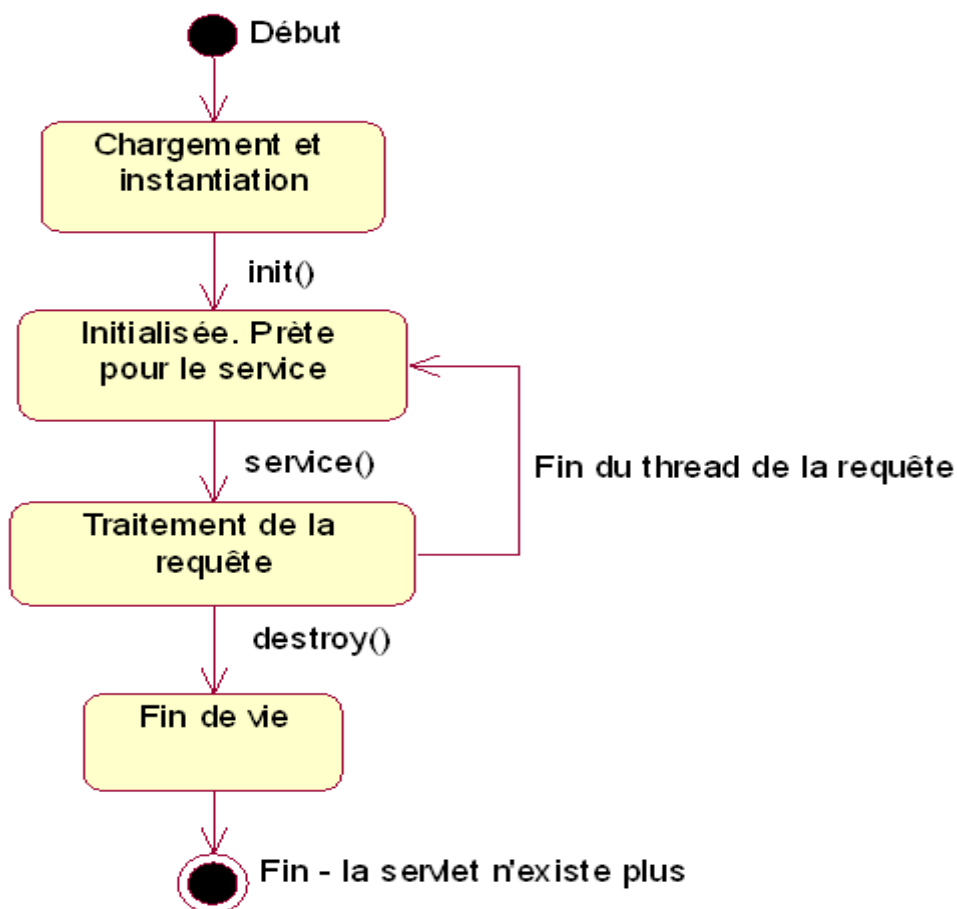 Début
Chargement et
instantiation
init()
Initialisée. Prète
pour le service
service()
Fin du thread de la requête
Traitement de la
requête
destroy()
Fin de vie
Fin - la servlet n'existe plus